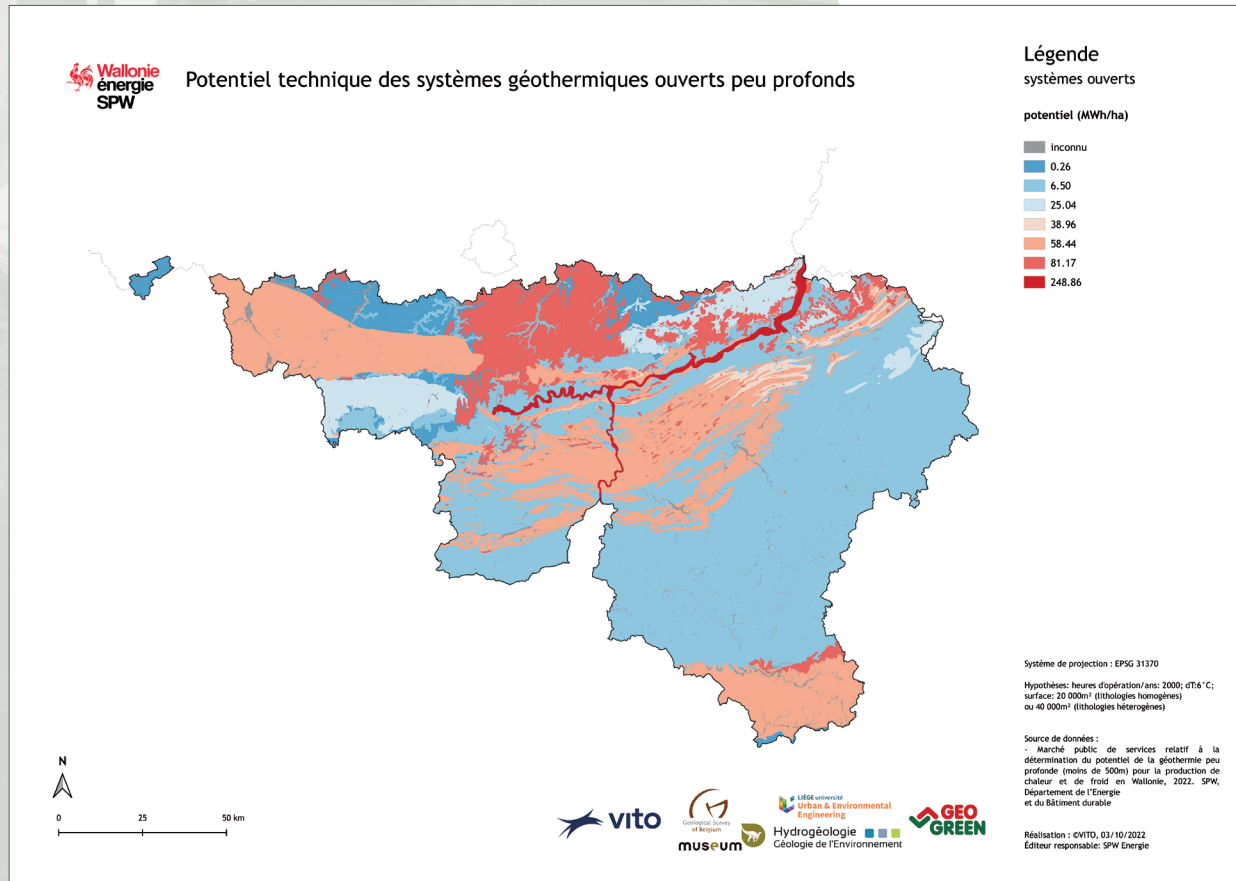 Wallonie
énergie
SPW
Potentiel technique des systèmes géothermiques ouverts peu profonds
Légende
systèmes ouverts
potentiel (MWh/ha)
inconnu
0.26
6.50
25.04
38.96
58.44
81.17
248.86
Système de projection : EPSG 31370
Hypothèses: heures d'opération/ans: 2000; dT:6°C;
surface: 20 000m² (lithologies homogènes)
ou 40 000m² (lithologies hétérogènes)
Source de données :
- Marché public de services relatif à la
détermination du potentiel de la géothermie peu
profonde (moins de 500m) pour la production de
chaleur et de froid en Wallonie, 2022. SPW,
Département de l'Energie
et du Bâtiment durable
Réalisation : ©VITO, 03/10/2022
Éditeur responsable: SPW Energie
N
0 25 50 km
vito
Geological Survey
of Belgium
museum
LIÈGE université
Urban & Environmental
Engineering
Hydrogéologie
Géologie de l'Environnement
GEO
GREEN